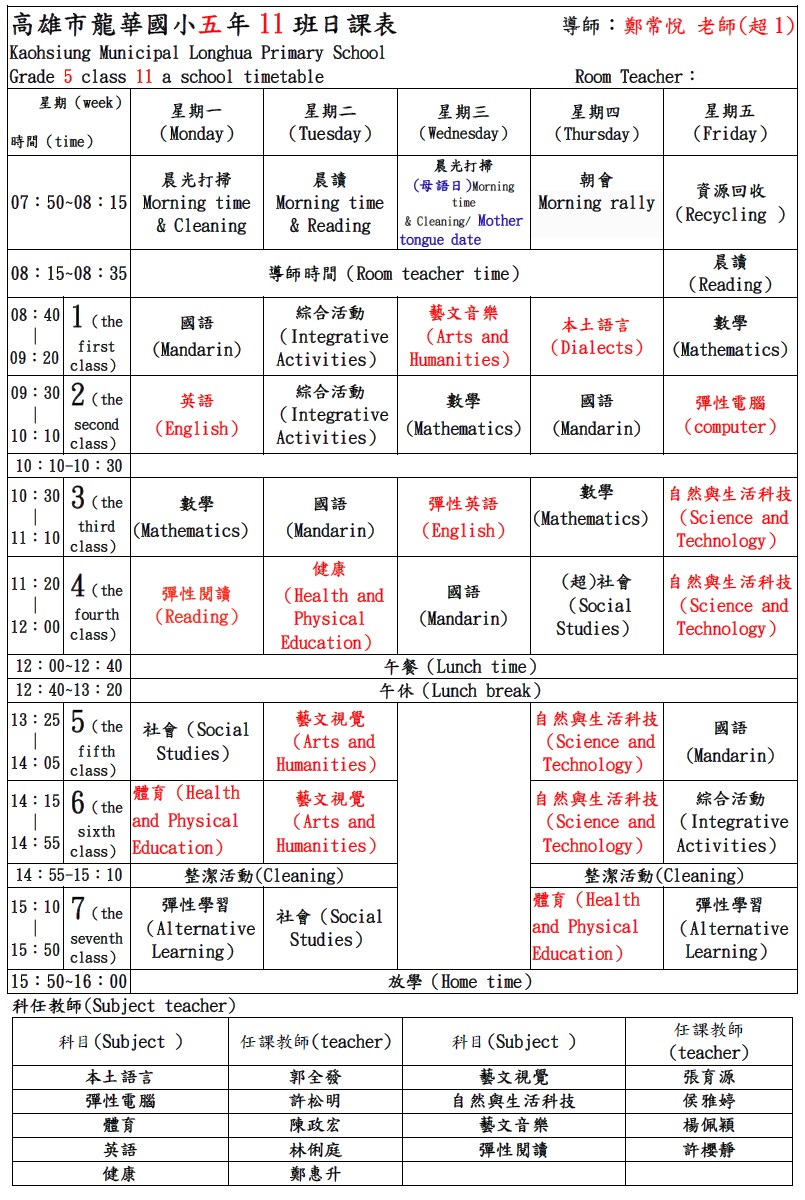 高雄市龍華國小五年11班日課表
導師：鄭常悅 老師(超1)
Kaohsiung Municipal Longhua Primary School
Grade 5 class 11 a school timetable
Room Teacher：
星期（week）
時間（time）
星期一
（Monday）
星期二
（Tuesday）
星期三
（Wednesday）
星期四
（Thursday）
星期五
（Friday）
07：50~08：15
晨光打掃
Morning time
& Cleaning
晨讀
Morning time
& Reading
晨光打掃
(母語日)Morning
time
& Cleaning/ Mother
tongue date
朝會
Morning rally
資源回收
（Recycling ）
08：15~08：35
導師時間（Room teacher time）
晨讀
（Reading）
08：40
|
09：20
1（the
first
class）
國語
(Mandarin)
綜合活動
（Integrative
Activities）
藝文音樂
（Arts and
Humanities）
本土語言
（Dialects）
數學
(Mathematics)
09：30
|
10：10
2（the
second
class）
英語
（English）
綜合活動
（Integrative
Activities）
數學
(Mathematics)
國語
(Mandarin)
彈性電腦
(computer）
10：10-10：30
10：30
|
11：10
3（the
third
class）
數學
(Mathematics)
國語
(Mandarin)
彈性英語
（English）
數學
(Mathematics)
自然與生活科技
（Science and
Technology）
11：20
|
12：00
4（the
fourth
class）
彈性閱讀
(Reading)
健康
（Health and
Physical
Education）
國語
(Mandarin)
(超)社會
（Social
Studies）
自然與生活科技
（Science and
Technology）
12：00~12：40
午餐（Lunch time）
12：40~13：20
午休（Lunch break）
13：25
|
14：05
5（the
fifth
class）
社會（Social
Studies）
藝文視覺
（Arts and
Humanities）
自然與生活科技
（Science and
Technology）
國語
(Mandarin)
14：15
|
14：55
6（the
sixth
class）
體育（Health
and Physical
Education）
藝文視覺
（Arts and
Humanities）
自然與生活科技
（Science and
Technology）
綜合活動
（Integrative
Activities）
14：55-15：10
整潔活動(Cleaning)
整潔活動(Cleaning)
15：10
|
15：50
7（the
seventh
class）
彈性學習
（Alternative
Learning）
社會（Social
Studies）
體育（Health
and Physical
Education）
彈性學習
（Alternative
Learning）
15：50~16：00
放學（Home time）
科任教師(Subject teacher）
科目(Subject ）
任課教師(teacher）
科目(Subject ）
任課教師
（teacher）
本土語言
郭全發
藝文視覺
張育源
彈性電腦
許松明
自然與生活科技
侯雅婷
體育
陳政宏
藝文音樂
楊佩穎
英語
林俐庭
彈性閱讀
許櫻靜
健康
鄭惠升